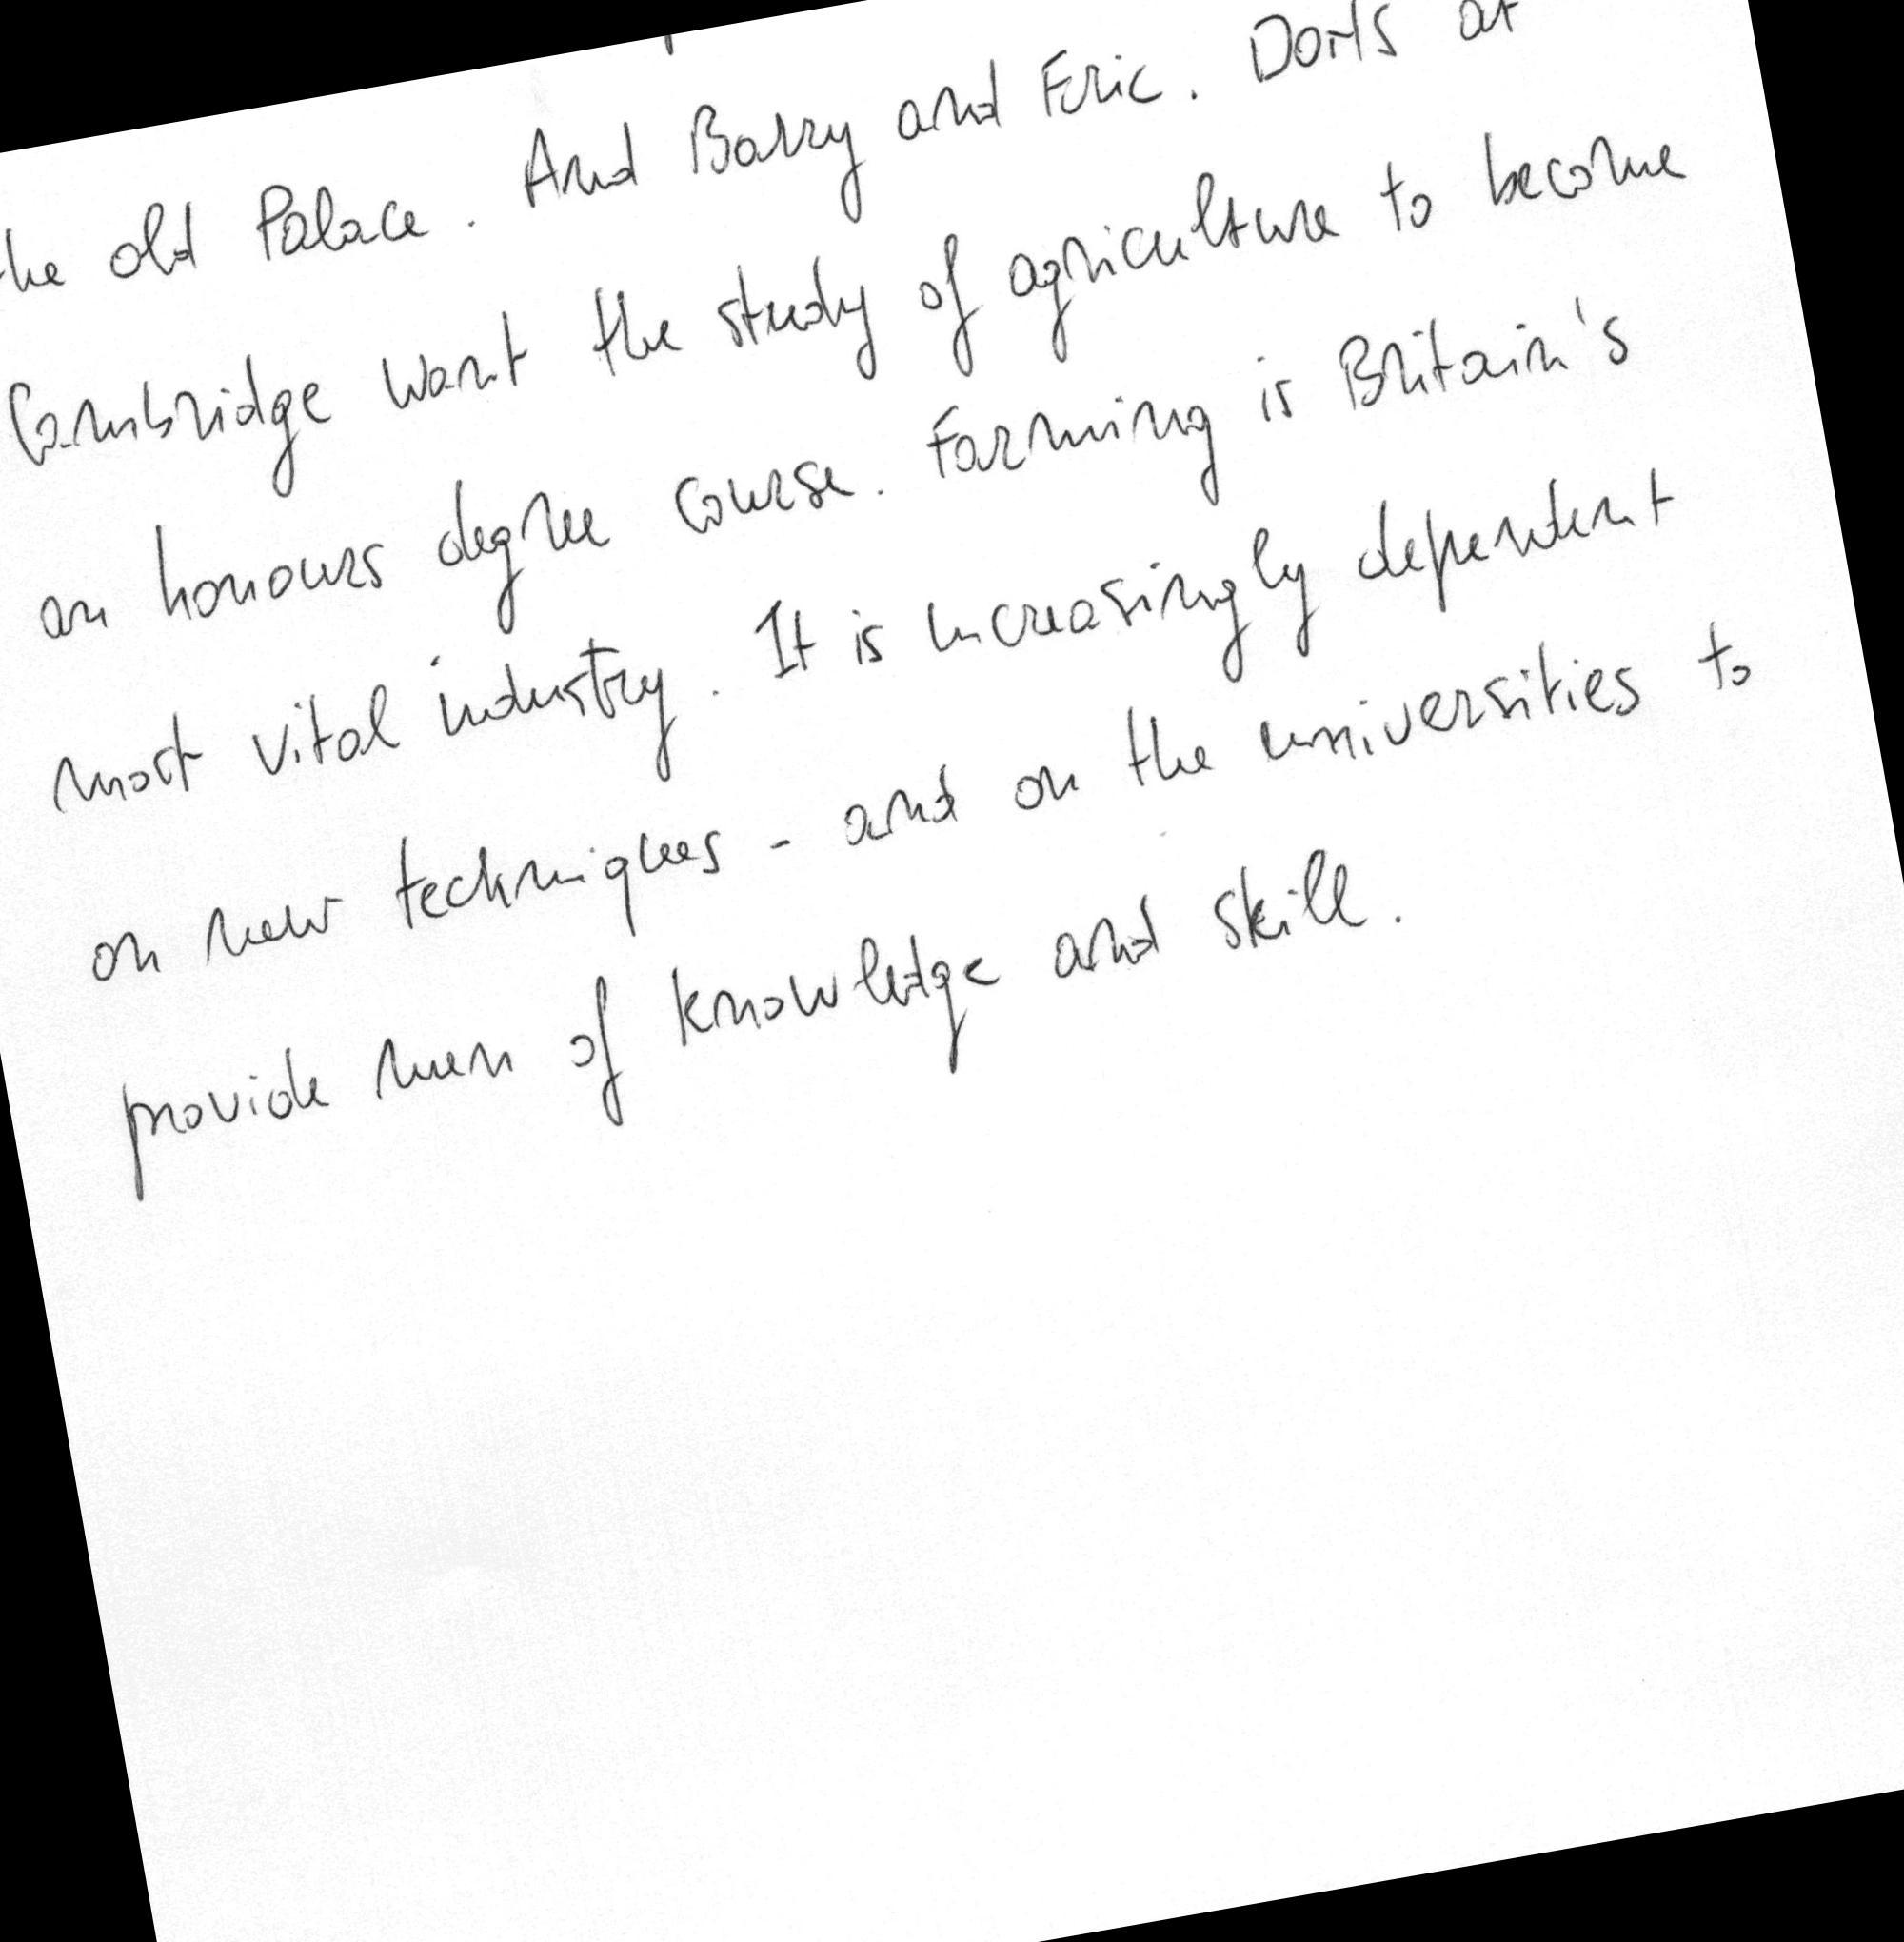 the old Palace. And Barry and Eric. Dons at
Cambridge want the study of agriculture to become
an honours degree course. Farming is Britain's
most vital industry. It is increasingly dependent
on new techniques - and on the universities to
provide men of knowledge and skill.